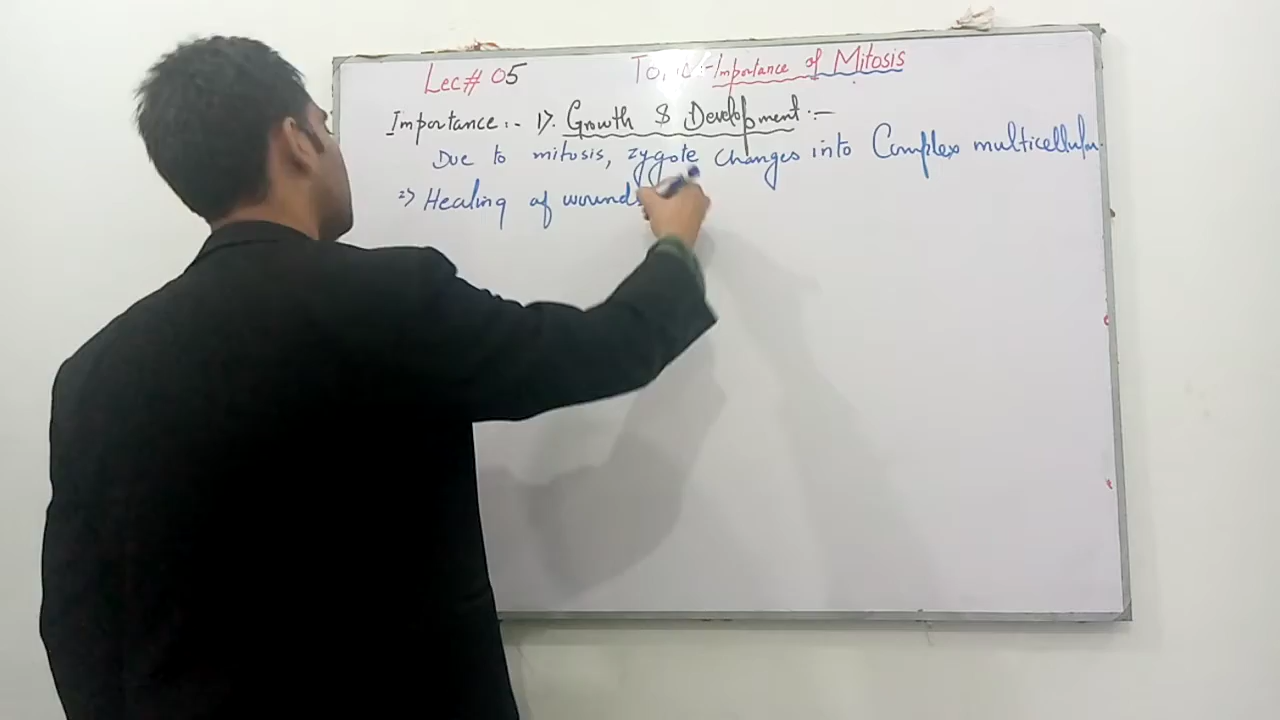 Lec# 05 Topic :- Importance of Mitosis
Importance :- 1). Growth & Development :-
Due to mitosis, zygote changes into Complex multicellular.
2) Healing of wounds